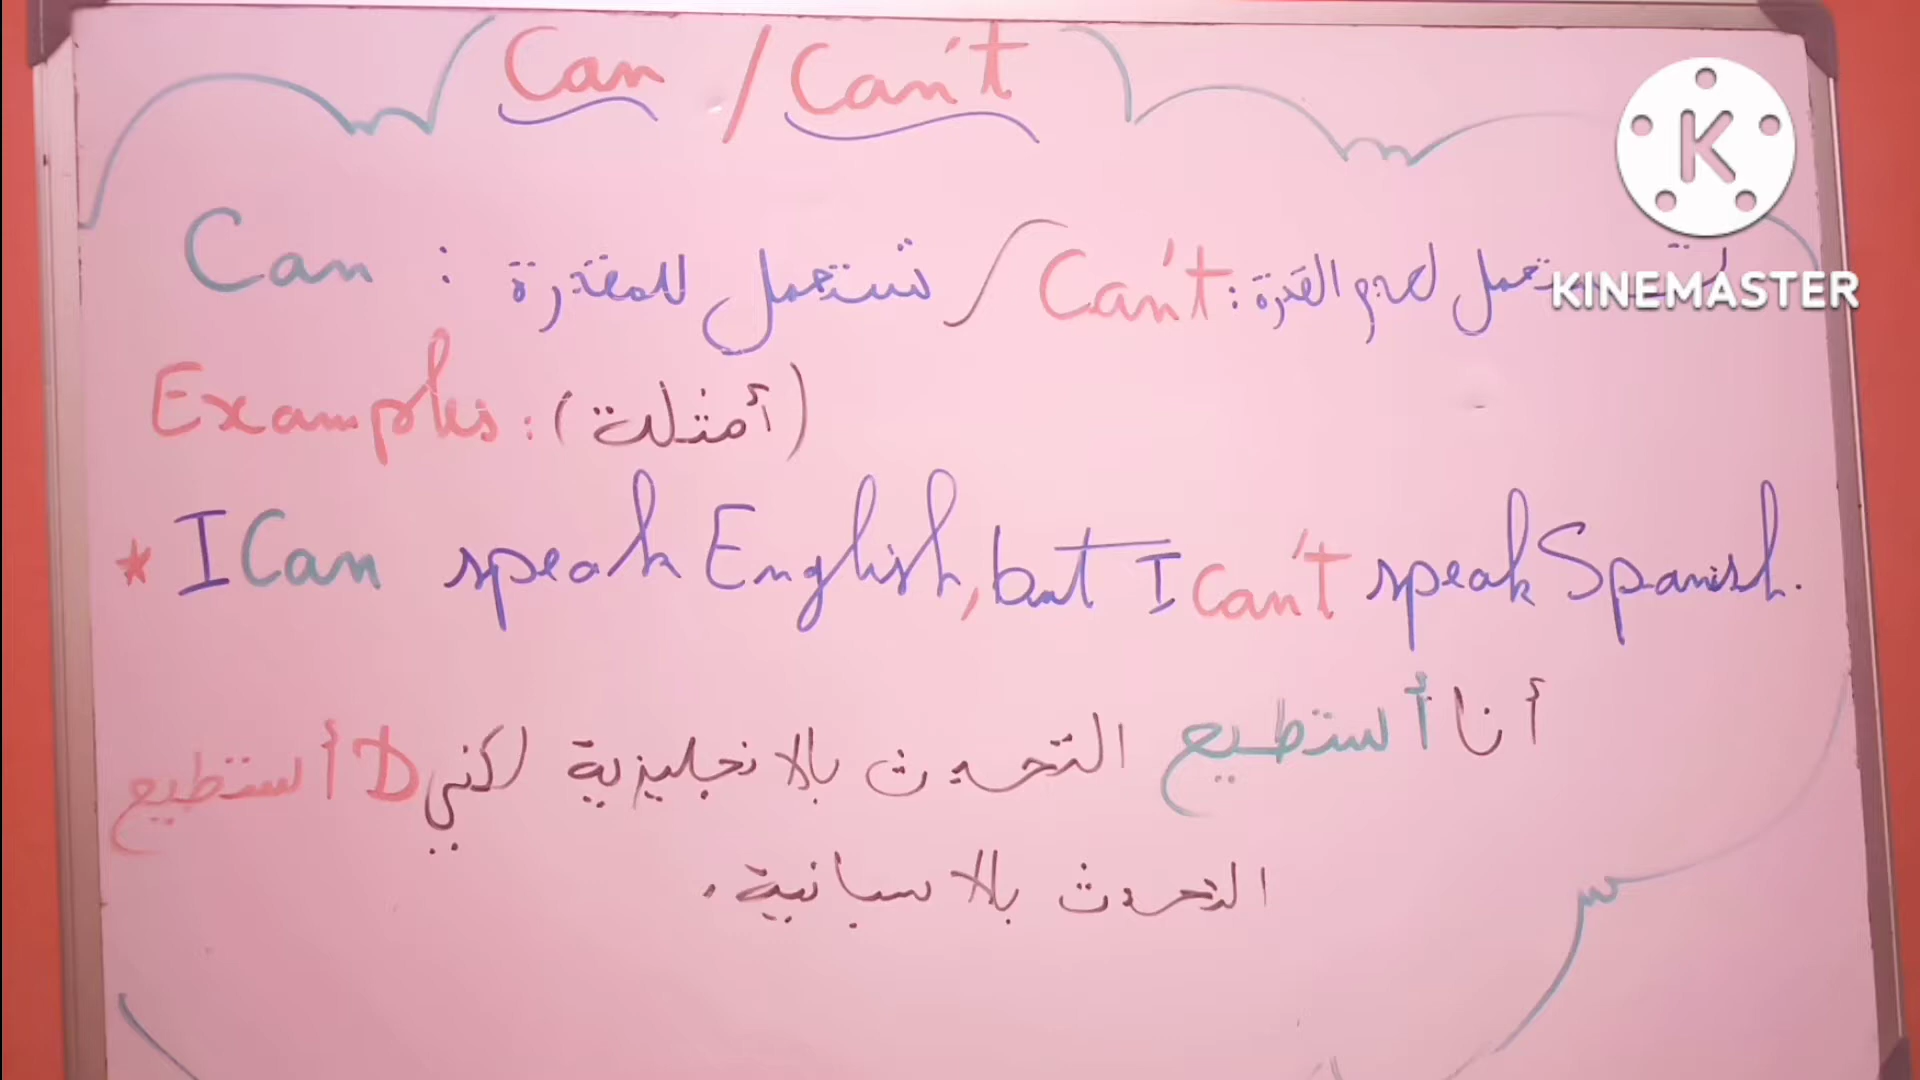 Can / Can't
Can : تستعمل للمقدرة / Can't : تستعمل لعدم القدرة
Examples : (أمثلة)
* I Can speak English, but I Can't speak Spanish.
أنا أستطيع التحدث بالانجليزية لكني لا أستطيع
التحدث بالاسبانية.
K
KINEMASTER